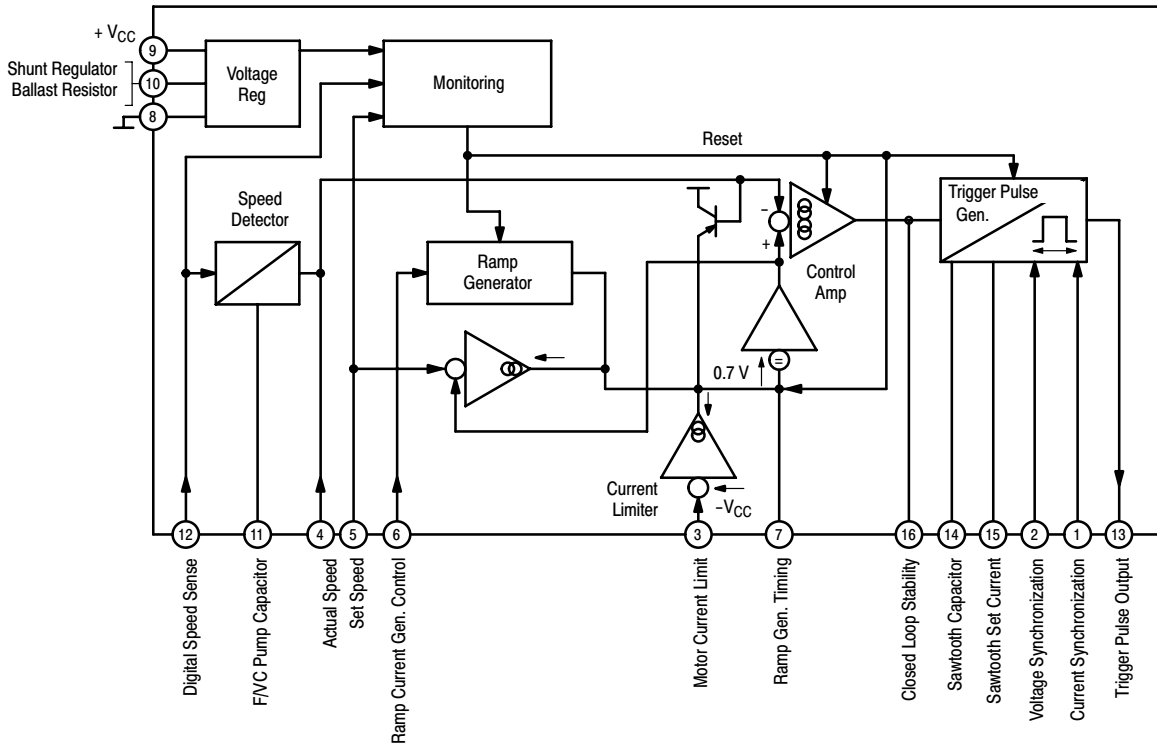 + VCC
9
Shunt Regulator
Ballast Resistor
10
8
Voltage
Reg
Monitoring
Reset
Speed
Detector
Ramp
Generator
-
+
Control
Amp
Trigger Pulse
Gen.
0.7 V
=
Current
Limiter
–VCC
12
11
4
5
6
3
7
16
14
15
2
1
13
Digital Speed Sense
F/VC Pump Capacitor
Actual Speed
Set Speed
Ramp Current Gen. Control
Motor Current Limit
Ramp Gen. Timing
Closed Loop Stability
Sawtooth Capacitor
Sawtooth Set Current
Voltage Synchronization
Current Synchronization
Trigger Pulse Output